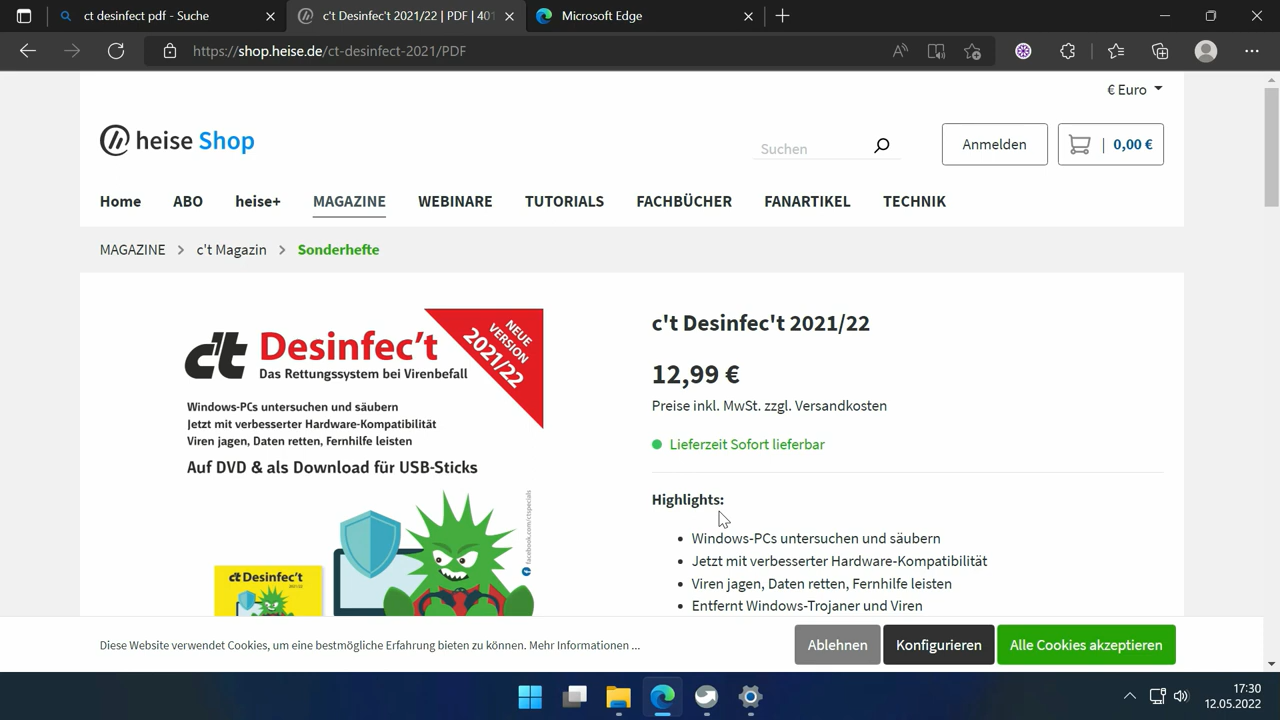 ct desinfect pdf - Suche
c't Desinfec't 2021/22 | PDF | 401
Microsoft Edge
https://shop.heise.de/ct-desinfect-2021/PDF
€ Euro
heise Shop
Suchen
Anmelden
0,00 €
Home ABO heise+ MAGAZINE WEBINARE TUTORIALS FACHBÜCHER FANARTIKEL TECHNIK
MAGAZINE > c't Magazin > Sonderhefte
c't Desinfec't
Das Rettungssystem bei Virenbefall
NEUE
VERSION
2021/22
Windows-PCs untersuchen und säubern
Jetzt mit verbesserter Hardware-Kompatibilität
Viren jagen, Daten retten, Fernhilfe leisten
Auf DVD & als Download für USB-Sticks
facebook.com/ctspecials
c't Desinfec't
c't Desinfec't 2021/22
12,99 €
Preise inkl. MwSt. zzgl. Versandkosten
Lieferzeit Sofort lieferbar
Highlights:
Windows-PCs untersuchen und säubern
Jetzt mit verbesserter Hardware-Kompatibilität
Viren jagen, Daten retten, Fernhilfe leisten
Entfernt Windows-Trojaner und Viren
Diese Website verwendet Cookies, um eine bestmögliche Erfahrung bieten zu können. Mehr Informationen ...
Ablehnen
Konfigurieren
Alle Cookies akzeptieren
17:30
12.05.2022